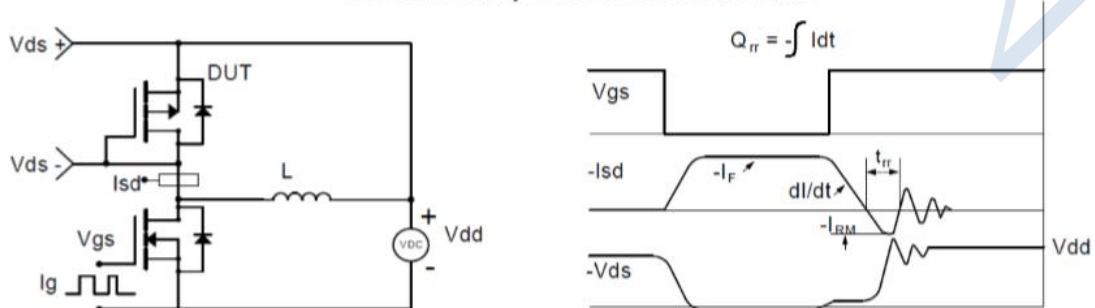 Vds +
DUT
Vds -
Isd
L
Vgs
Ig
VDC
+
-
Vdd
Q rr = -∫ Idt
Vgs
-Isd
-I F
dI/dt
t rr
-I RM
Vdd
-Vds